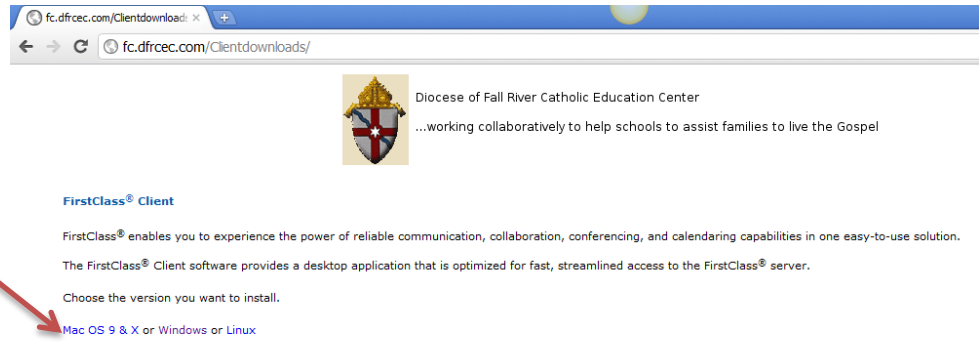 fc.dfrcec.com/Clientdownload: ×
fc.dfrcec.com/Clientdownloads/
Diocese of Fall River Catholic Education Center
...working collaboratively to help schools to assist families to live the Gospel
FirstClass® Client
FirstClass® enables you to experience the power of reliable communication, collaboration, conferencing, and calendaring capabilities in one easy-to-use solution.
The FirstClass® Client software provides a desktop application that is optimized for fast, streamlined access to the FirstClass® server.
Choose the version you want to install.
Mac OS 9 & X or Windows or Linux